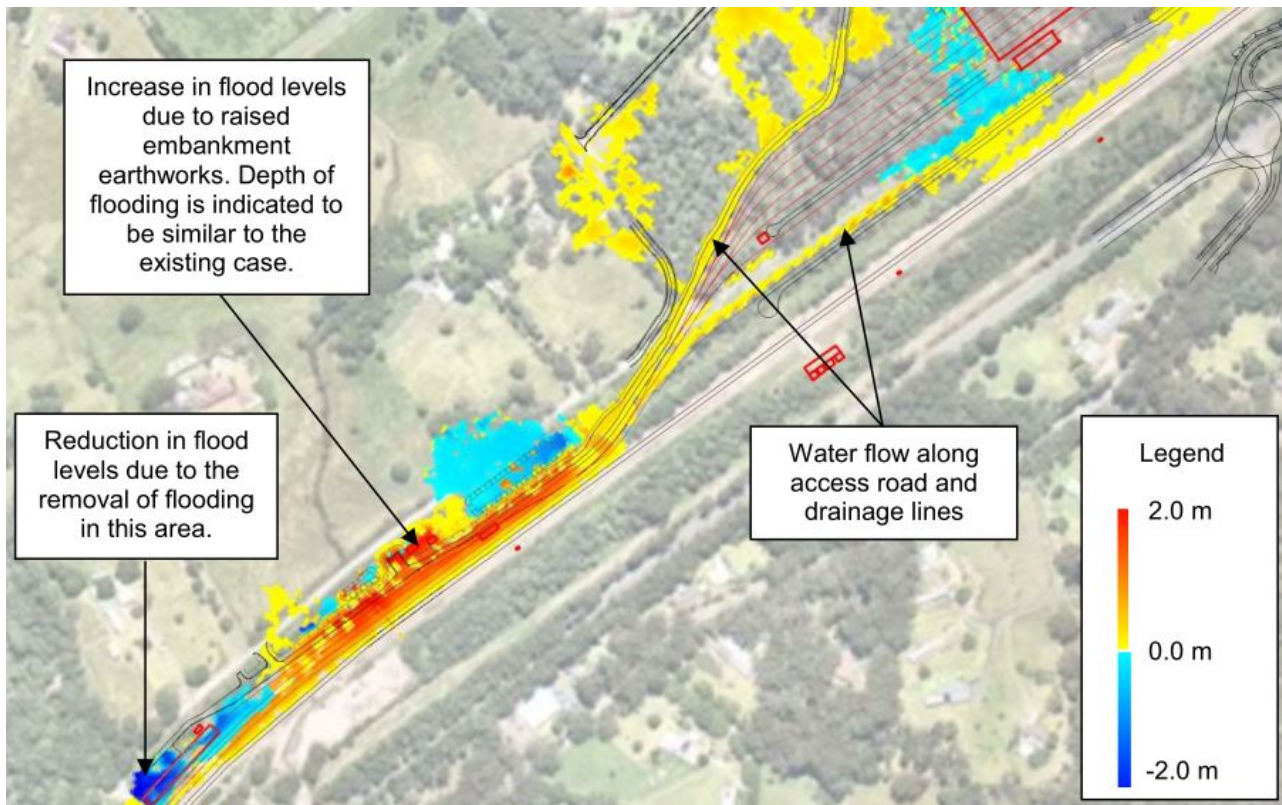 Increase in flood levels
due to raised
embankment
earthworks. Depth of
flooding is indicated to
be similar to the
existing case.
Reduction in flood
levels due to the
removal of flooding
in this area.
Water flow along
access road and
drainage lines
Legend
2.0 m
0.0 m
-2.0 m